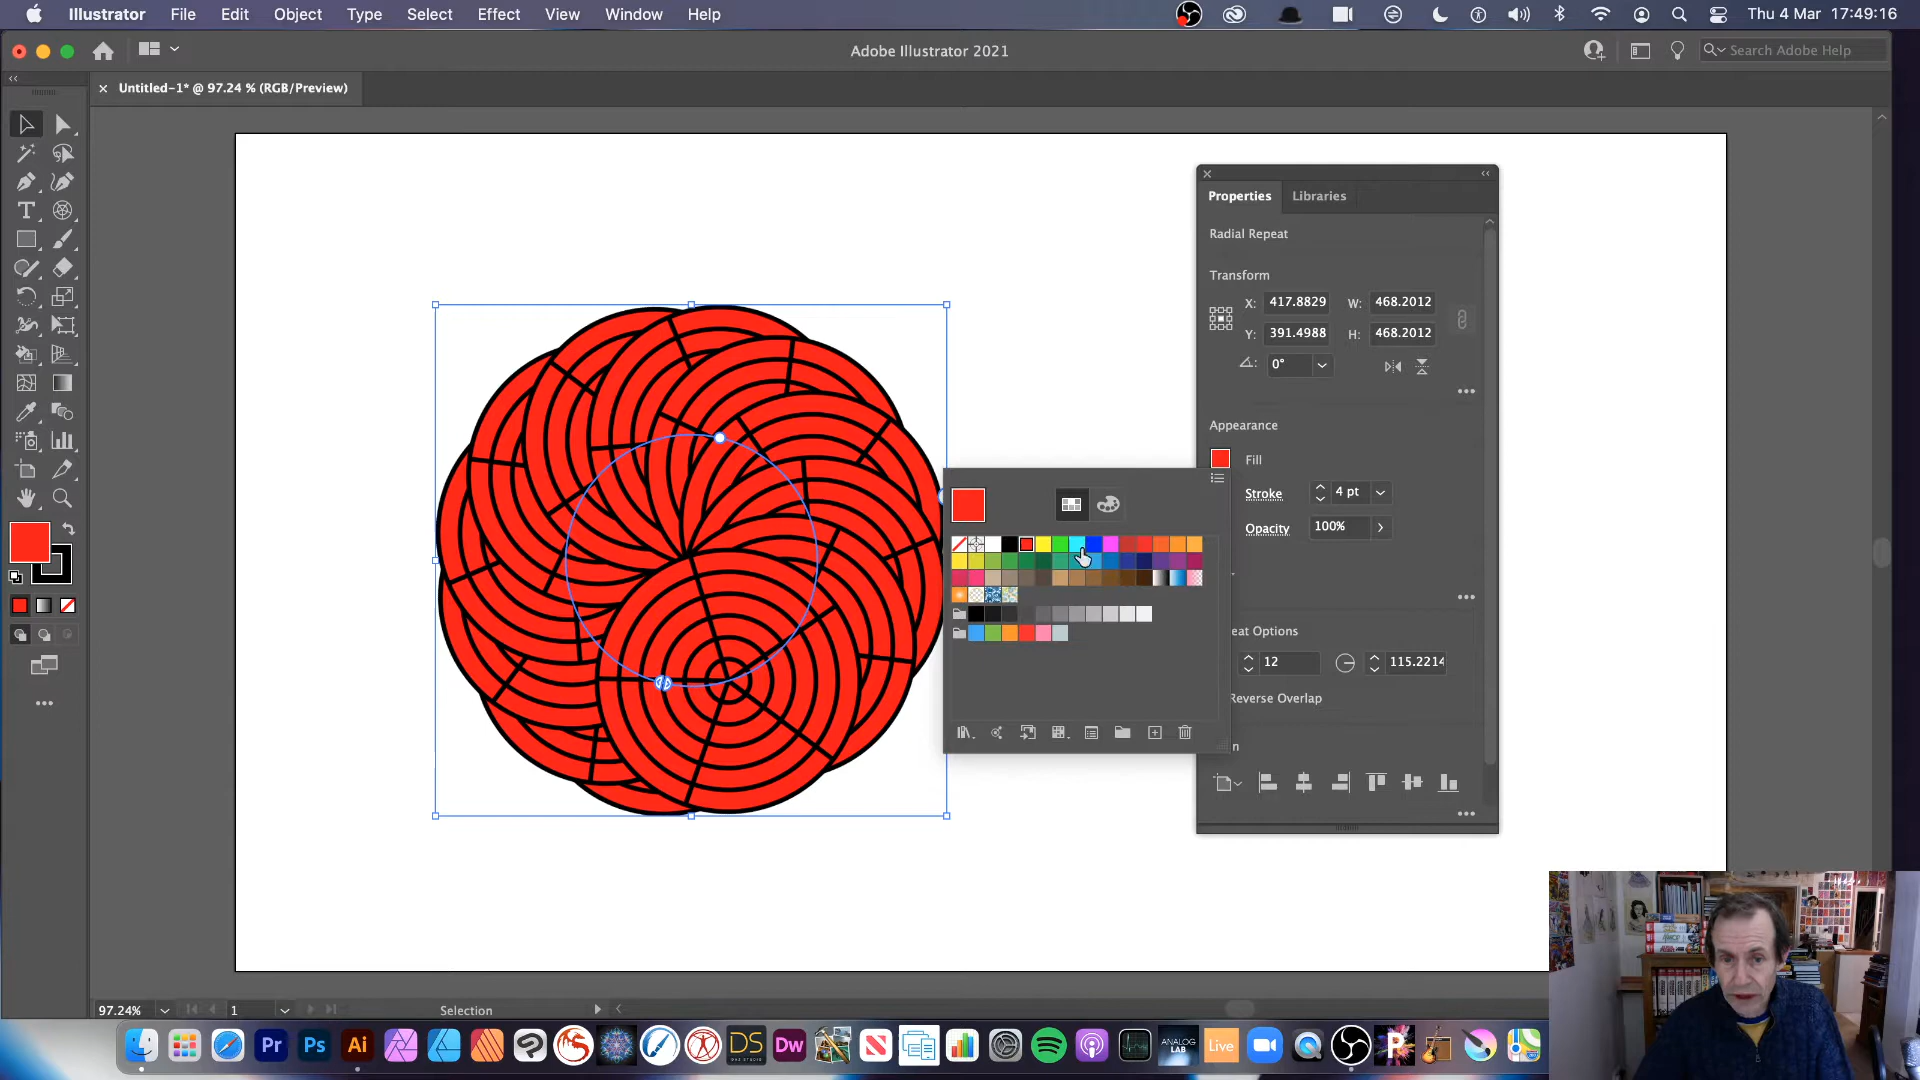 Illustrator File Edit Object Type Select Effect View Window Help Thu 4 Mar 17:49:16
Adobe Illustrator 2021
Search Adobe Help
Untitled-1* @ 97.24 % (RGB/Preview)
Properties Libraries
Radial Repeat
Transform
X: 417.8829 W: 468.2012
Y: 391.4988 H: 468.2012
0°
Appearance
Fill
Stroke 4 pt
Opacity 100%
eat Options
12 115.2214
Reverse Overlap
n
97.24% 1 Selection
Pr Ps Ai DS Dw ANALOG LAB Live P